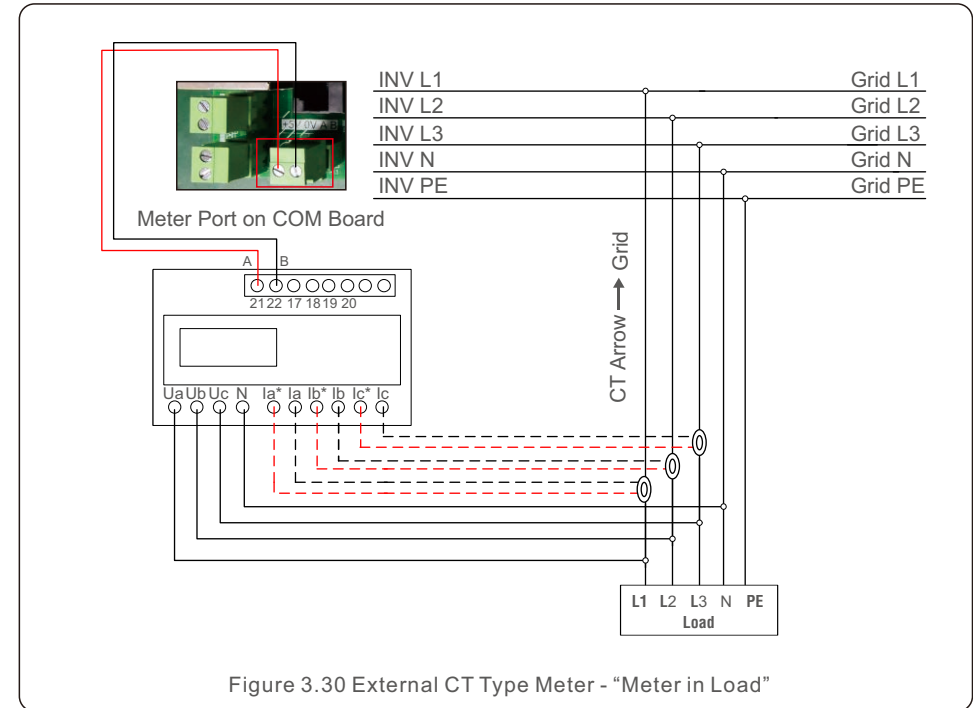 INV L1 Grid L1
INV L2 Grid L2
INV L3 Grid L3
INV N Grid N
INV PE Grid PE
Meter Port on COM Board
A B
21 22 17 18 19 20
CT Arrow → Grid
Ua Ub Uc N Ia* Ia Ib* Ib Ic* Ic
L1 L2 L3 N PE
Load
Figure 3.30 External CT Type Meter - “Meter in Load”